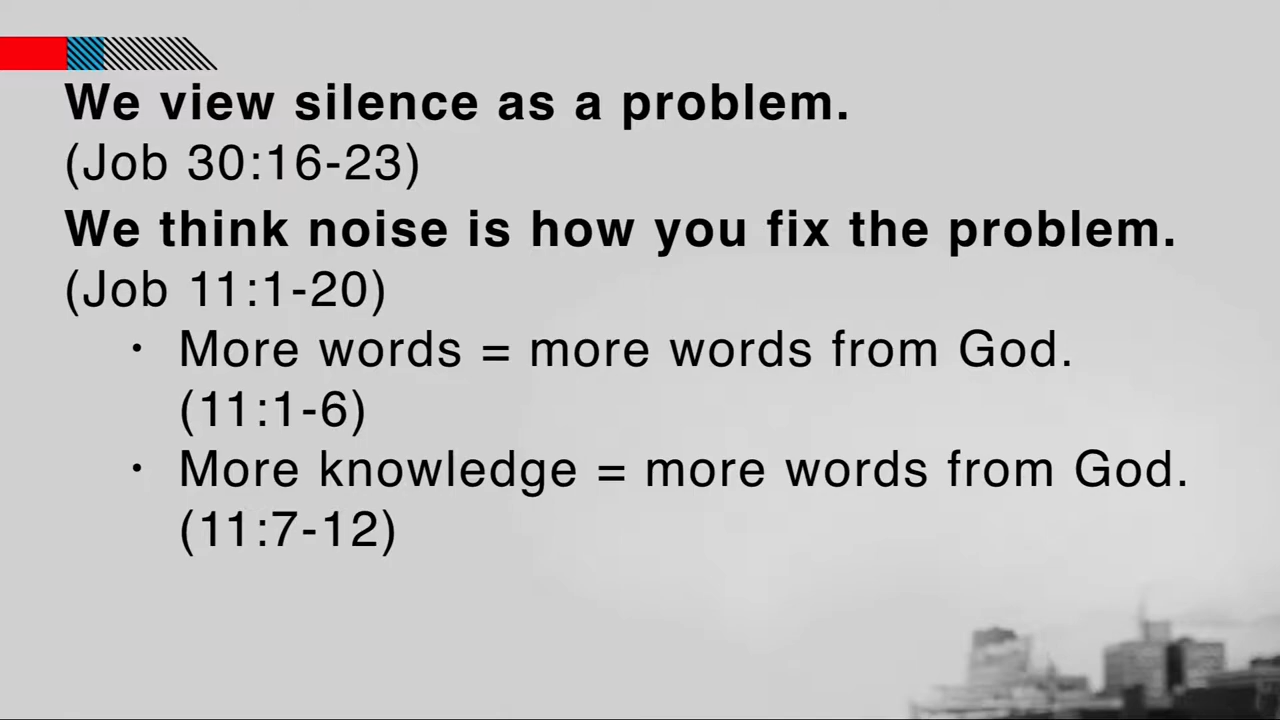 We view silence as a problem.
(Job 30:16-23)
We think noise is how you fix the problem.
(Job 11:1-20)
· More words = more words from God.
(11:1-6)
· More knowledge = more words from God.
(11:7-12)